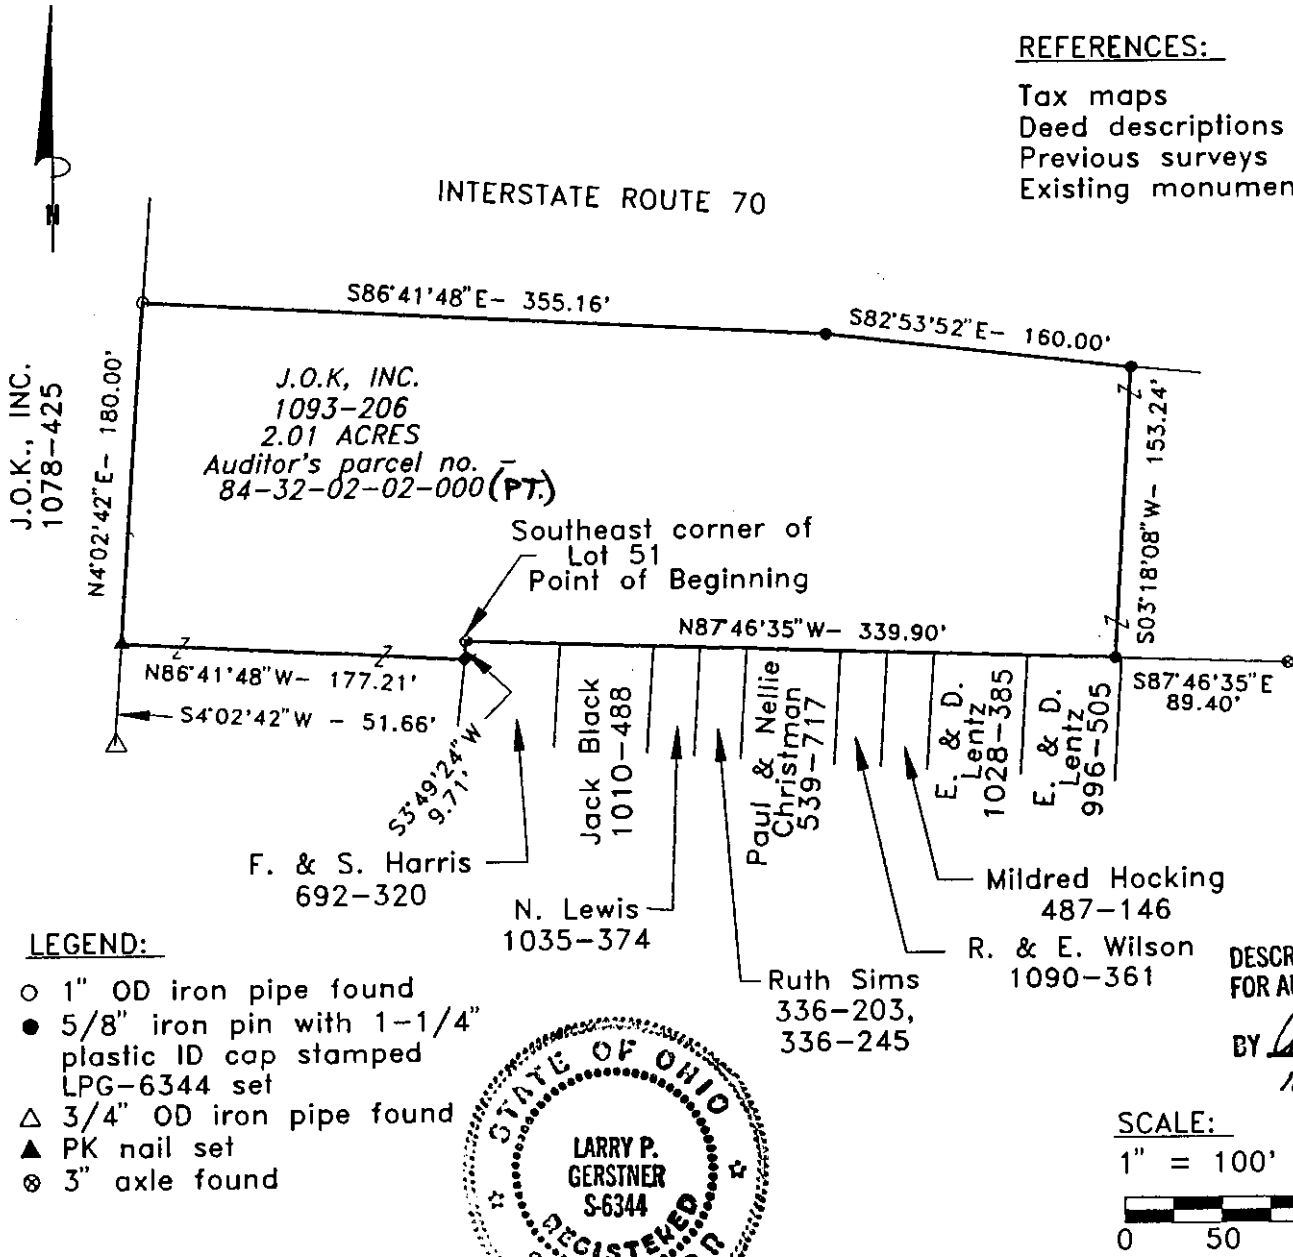 REFERENCES:
Tax maps
Deed descriptions
Previous surveys
Existing monumen
N
INTERSTATE ROUTE 70
S86°41'48"E- 355.16'
S82°53'52"E- 160.00'
J.O.K., INC.
1078-425
N4°02'42"E- 180.00'
J.O.K, INC.
1093-206
2.01 ACRES
Auditor's parcel no.
84-32-02-02-000 (PT.)
S03°18'08"W- 153.24'
Southeast corner of
Lot 51
Point of Beginning
N87°46'35"W- 339.90'
N86°41'48"W- 177.21'
S4°02'42"W - 51.66'
S3°49'24"W
9.71'
S87°46'35"E
89.40'
Jack Black
1010-488
Paul & Nellie
Christman
539-717
E. & D.
Lentz
1028-385
E. & D.
Lentz
996-505
F. & S. Harris
692-320
N. Lewis
1035-374
Mildred Hocking
487-146
R. & E. Wilson
1090-361
Ruth Sims
336-203,
336-245
DESCR
FOR AU
BY
LEGEND:
○ 1" OD iron pipe found
● 5/8" iron pin with 1-1/4"
plastic ID cap stamped
LPG-6344 set
△ 3/4" OD iron pipe found
▲ PK nail set
⊗ 3" axle found
STATE OF OHIO
LARRY P.
GERSTNER
S-6344
REGISTERED
SCALE:
1" = 100'
0 50